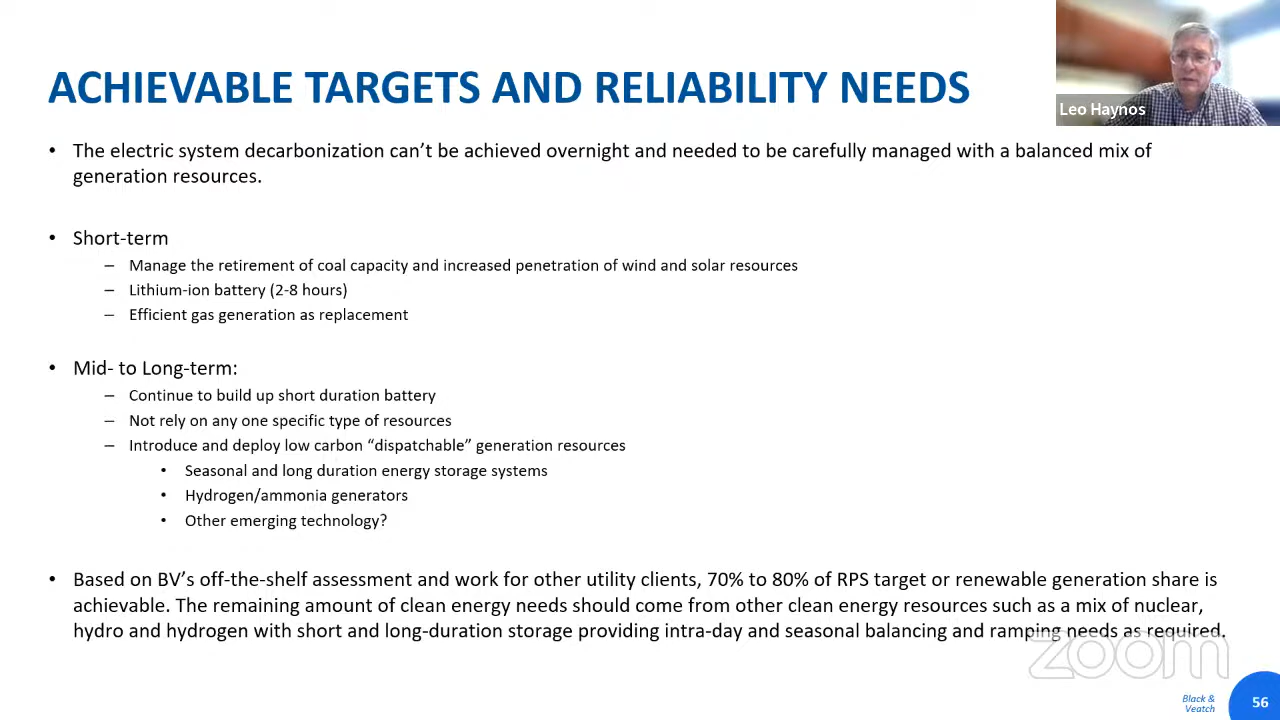 ACHIEVABLE TARGETS AND RELIABILITY NEEDS
Leo Haynos
• The electric system decarbonization can't be achieved overnight and needed to be carefully managed with a balanced mix of
generation resources.
• Short-term
– Manage the retirement of coal capacity and increased penetration of wind and solar resources
– Lithium-ion battery (2-8 hours)
– Efficient gas generation as replacement
• Mid- to Long-term:
– Continue to build up short duration battery
– Not rely on any one specific type of resources
– Introduce and deploy low carbon “dispatchable” generation resources
• Seasonal and long duration energy storage systems
• Hydrogen/ammonia generators
• Other emerging technology?
• Based on BV's off-the-shelf assessment and work for other utility clients, 70% to 80% of RPS target or renewable generation share is
achievable. The remaining amount of clean energy needs should come from other clean energy resources such as a mix of nuclear,
hydro and hydrogen with short and long-duration storage providing intra-day and seasonal balancing and ramping needs as required.
zoom
Black &
Veatch
56